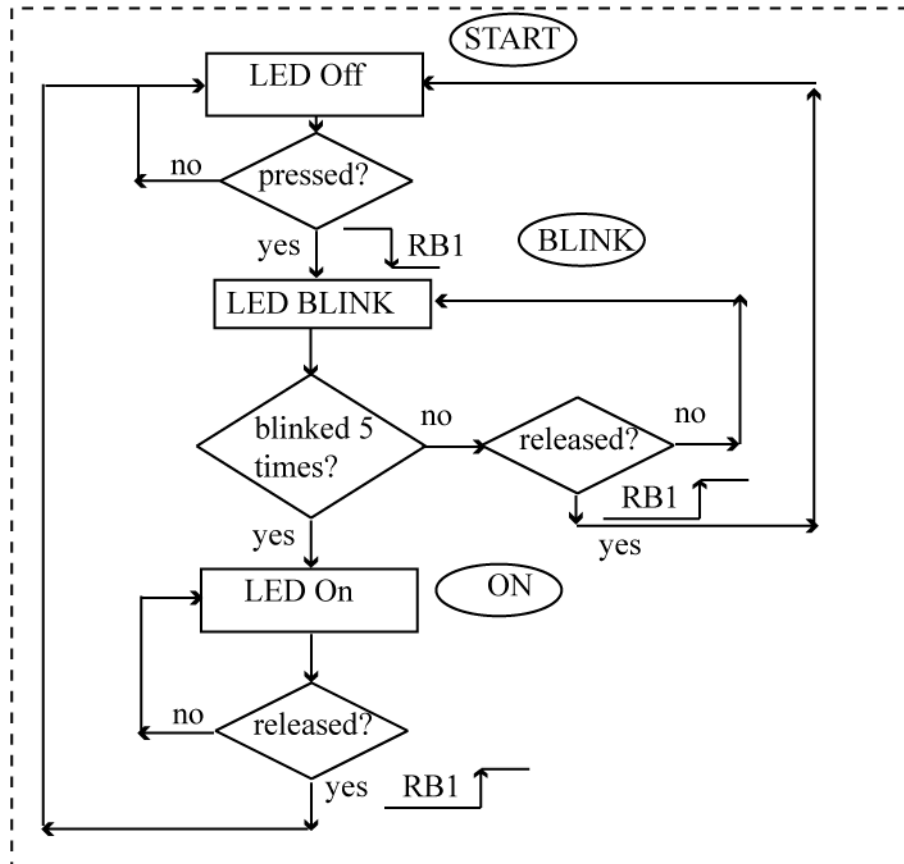 START
LED Off
no
pressed?
yes
RB1
BLINK
LED BLINK
blinked 5
times?
no
released?
no
RB1
yes
yes
LED On
ON
no
released?
yes
RB1